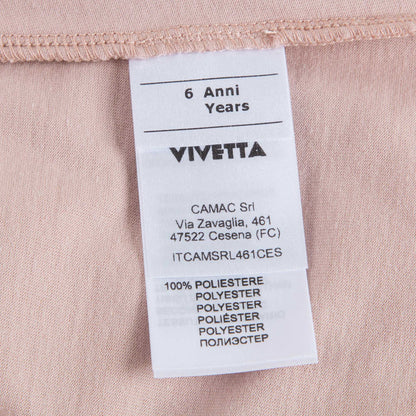 6 Anni
Years
VIVETTA
CAMAC Srl
Via Zavaglia, 461
47522 Cesena (FC)
ITCAMSRL461CES
100% POLIESTERE
POLYESTER
POLYESTER
POLIÉSTER
POLYESTER
ПОЛИЭСТЕР